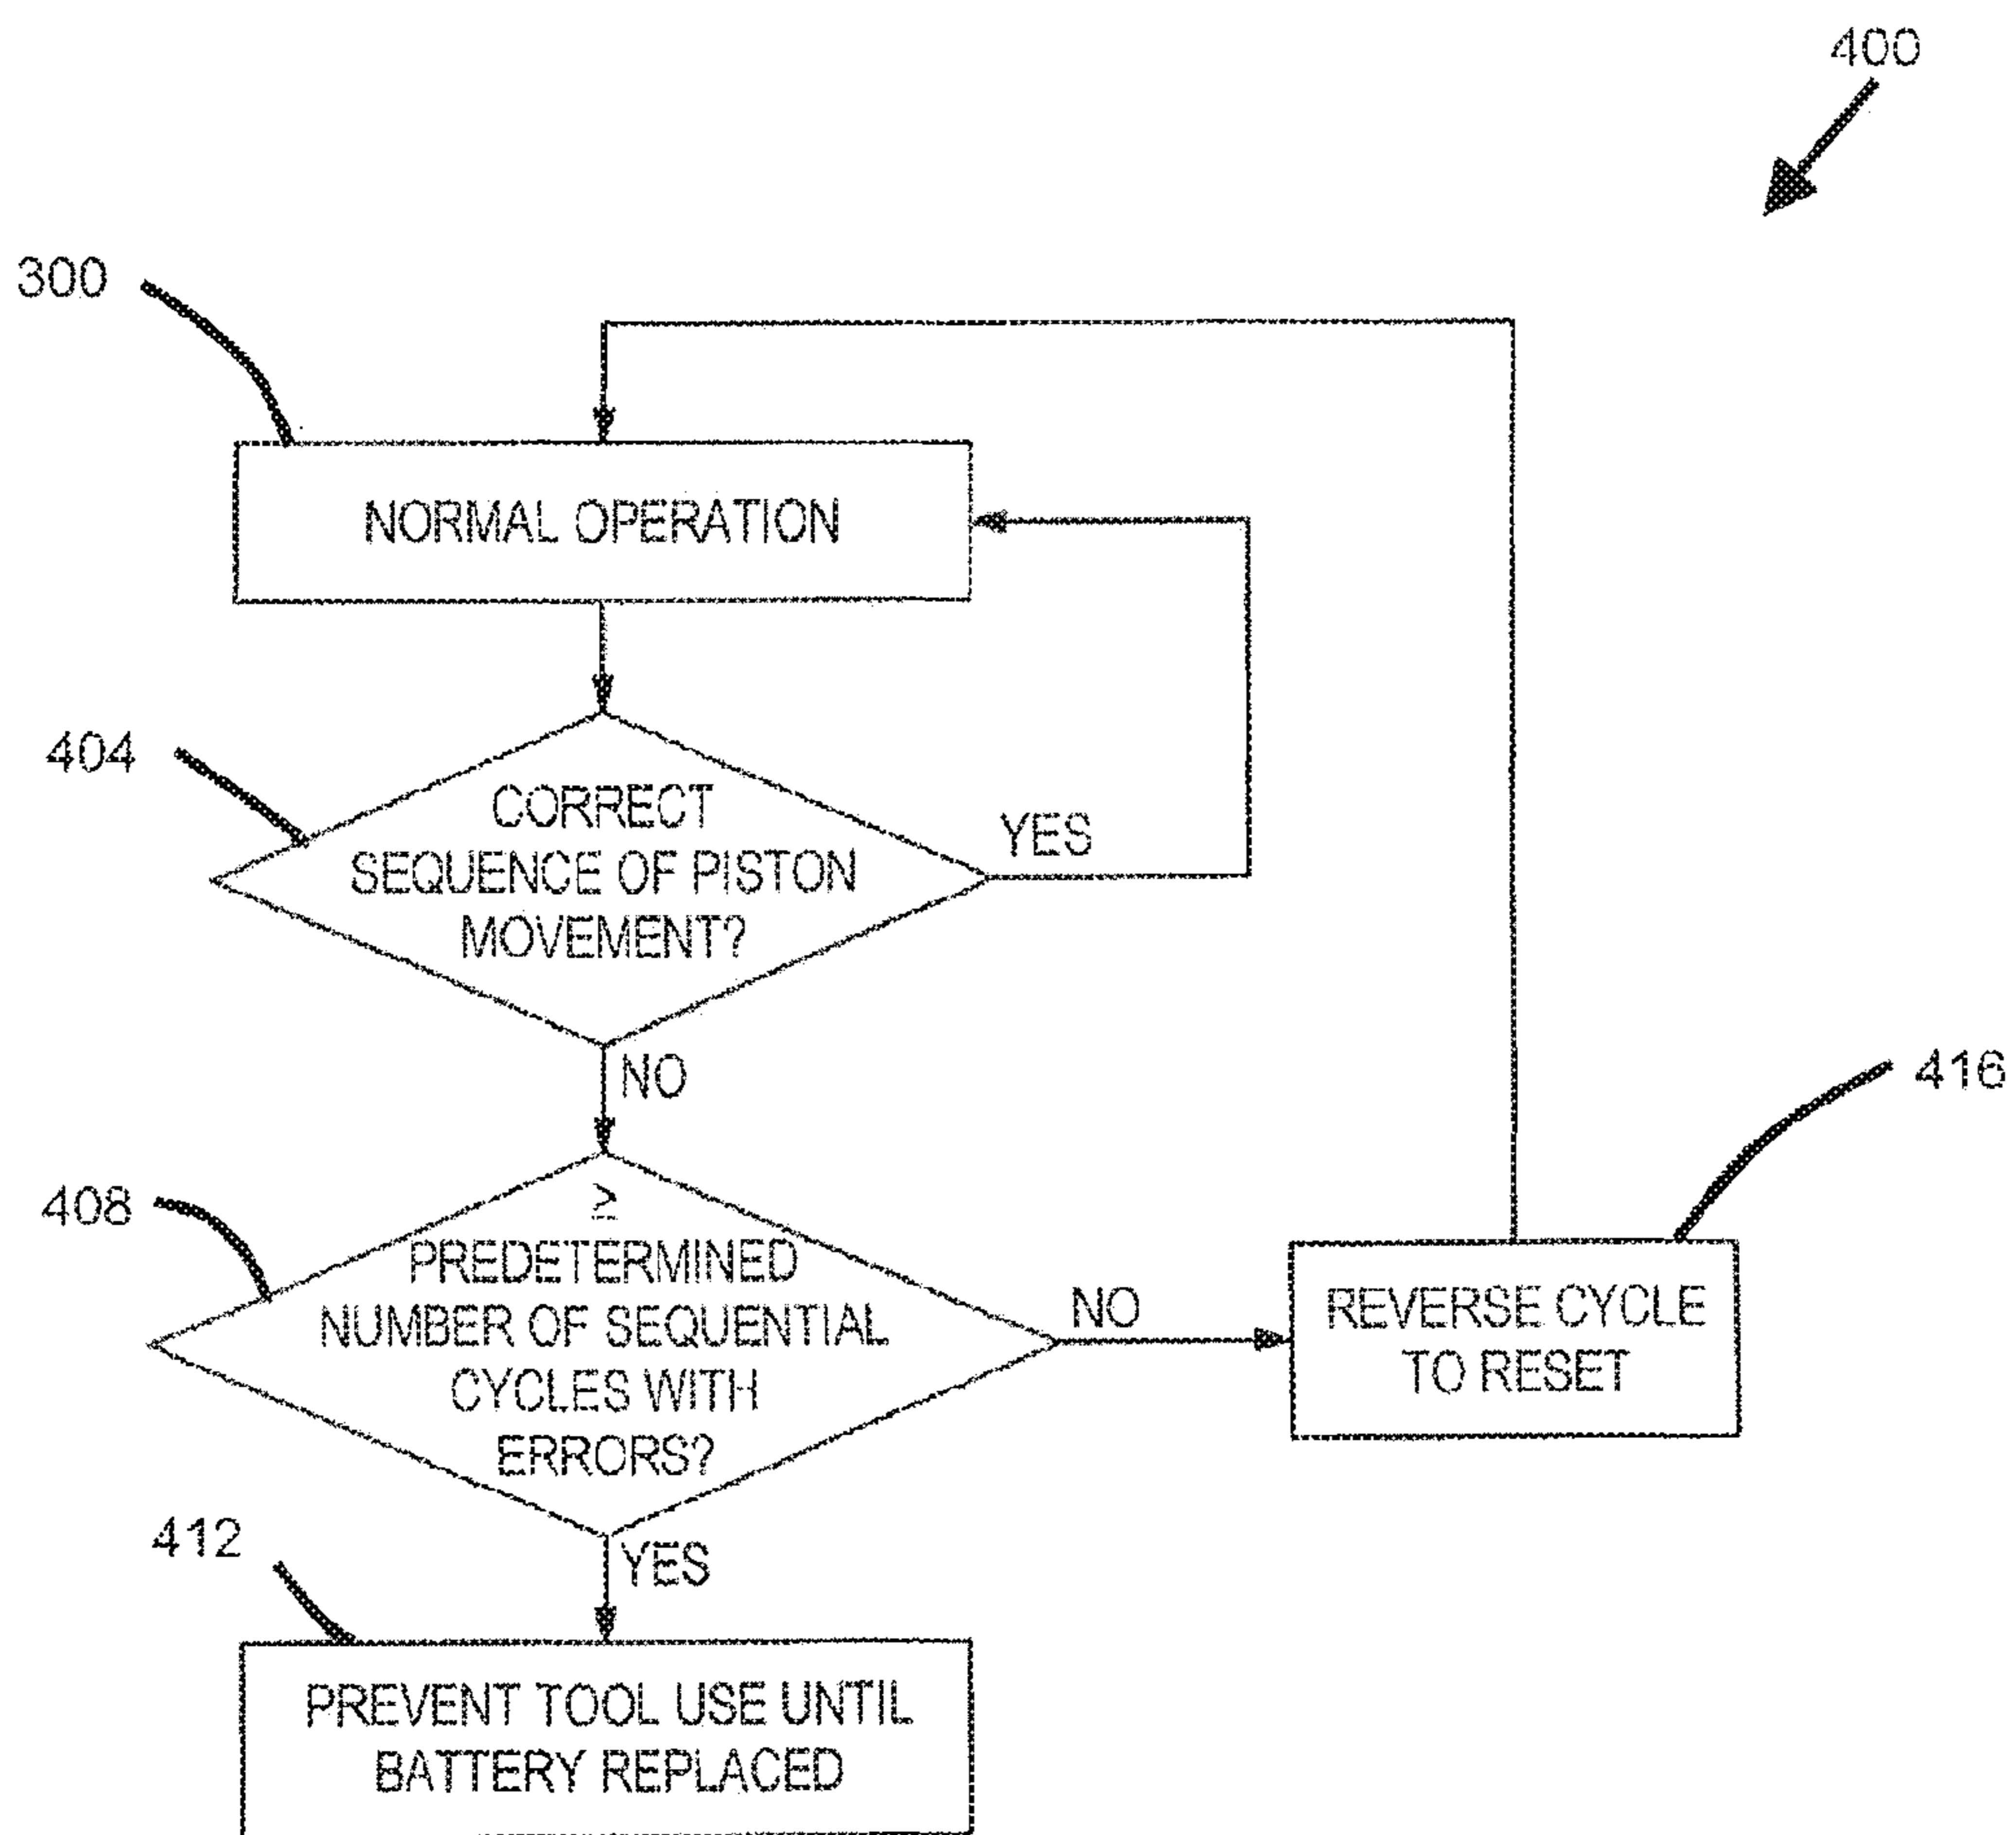 400
300
NORMAL OPERATION
404
CORRECT
SEQUENCE OF PISTON
MOVEMENT?
YES
NO
416
408
≥
PREDETERMINED
NUMBER OF SEQUENTIAL
CYCLES WITH
ERRORS?
NO
REVERSE CYCLE
TO RESET
412
YES
PREVENT TOOL USE UNTIL
BATTERY REPLACED